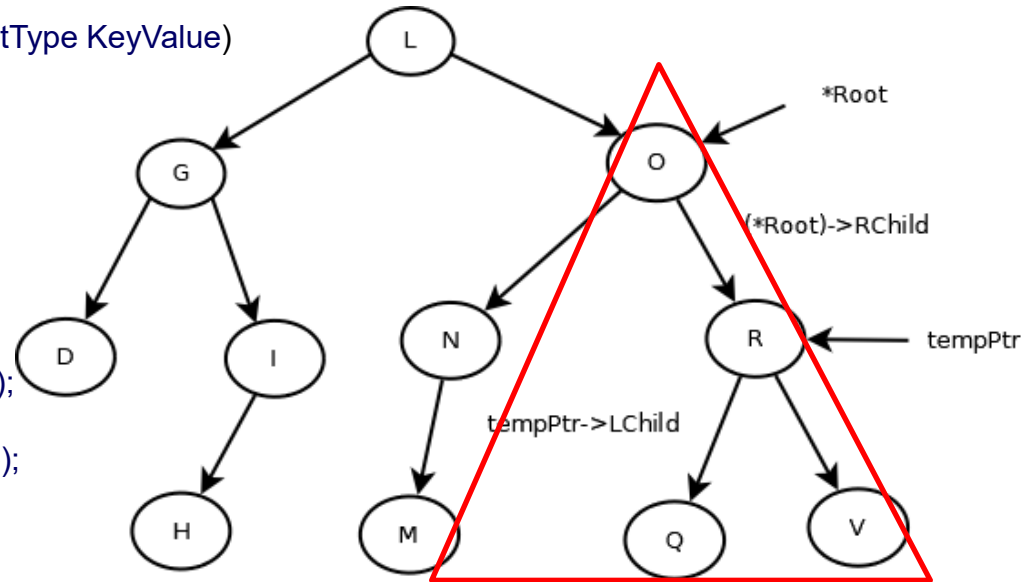 tType KeyValue)
L
*Root
G
O
(*Root)->RChild
D
I
N
R
tempPtr
);
tempPtr->LChild
);
H
M
Q
V